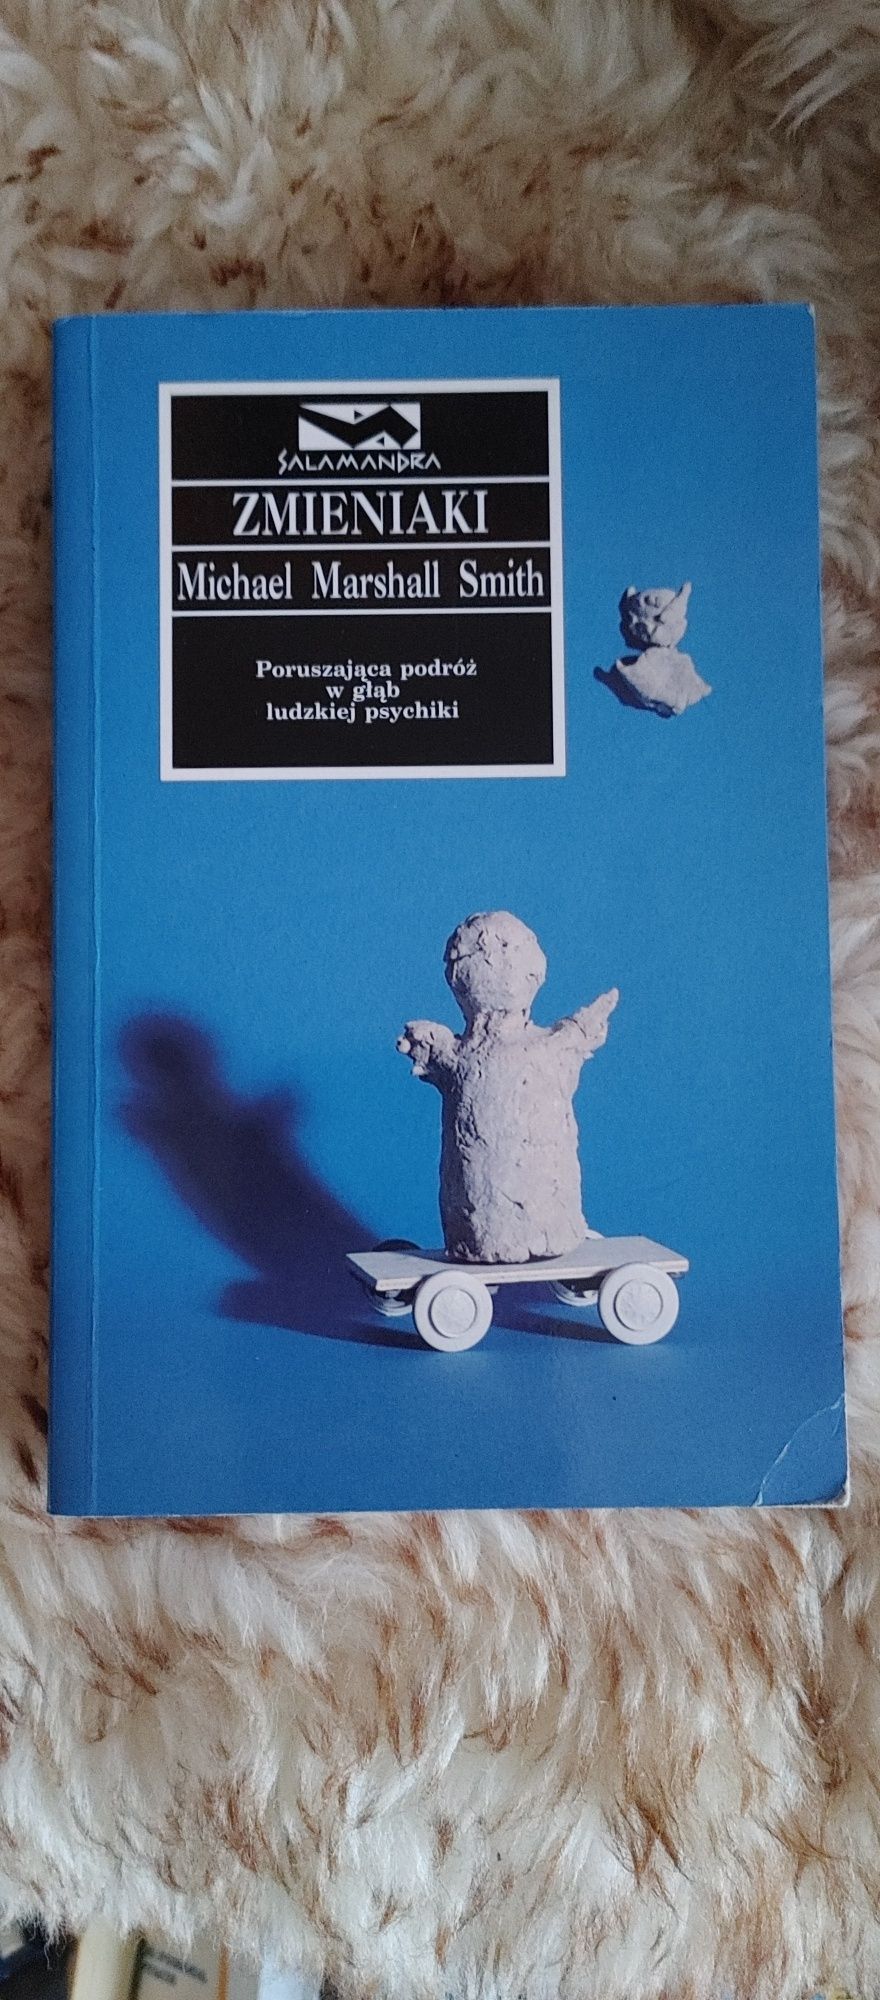 SALAMANDRA
ZMIENIAKI
Michael Marshall Smith
Poruszająca podróż
w głąb
ludzkiej psychiki